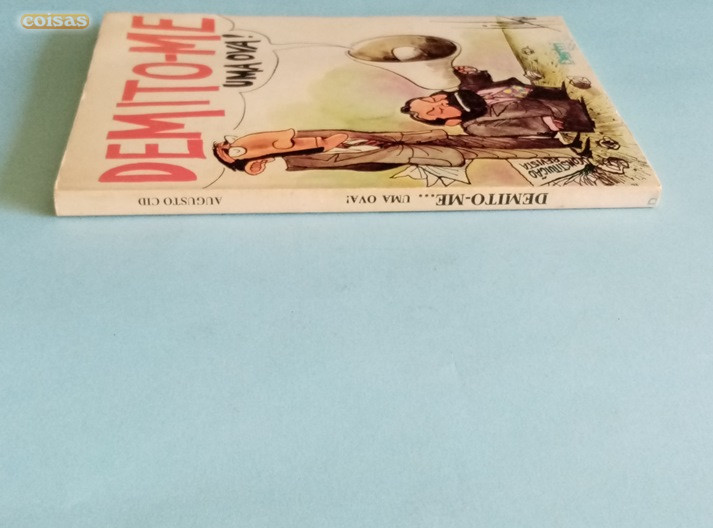 coisas
DEMITO-ME
UMA OVA!
CONSTITUIÇÃO
REVISTA
AUGUSTO CID
DEMITO-ME.... UMA OVA!